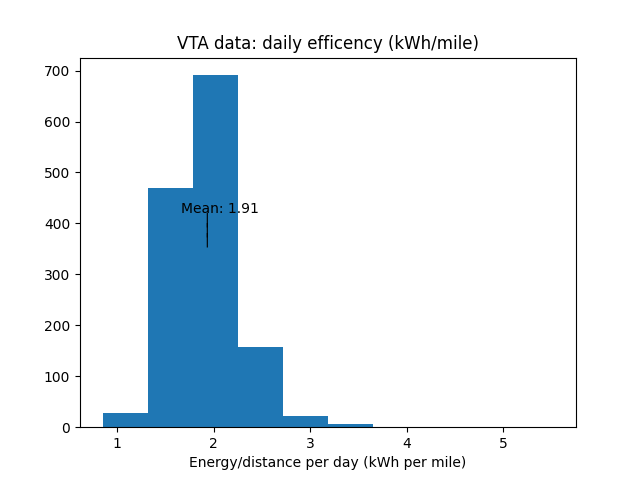 VTA data: daily efficency (kWh/mile)
700
600
500
Mean: 1.91
400
300
200
100
0
1 2 3 4 5
Energy/distance per day (kWh per mile)